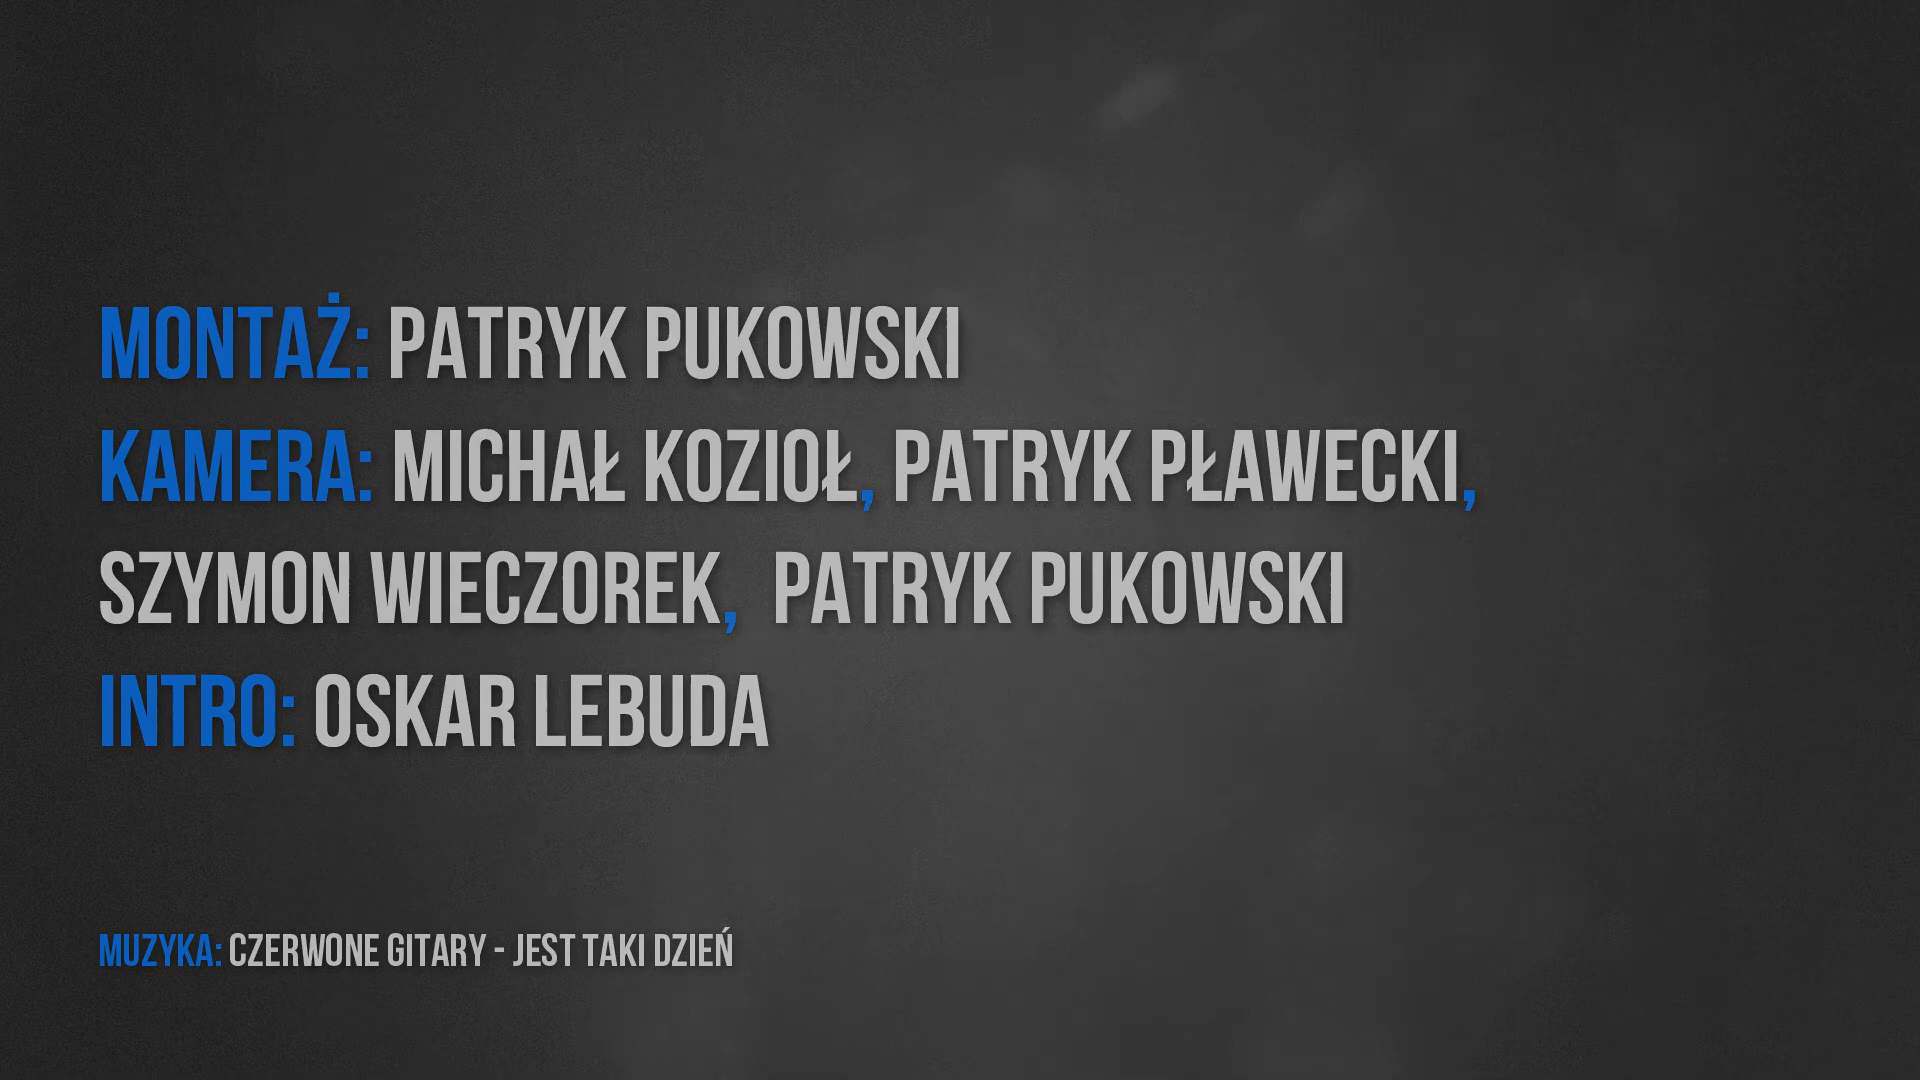 MONTAŻ: PATRYK PUKOWSKI
KAMERA: MICHAŁ KOZIOŁ, PATRYK PŁAWECKI,
SZYMON WIECZOREK, PATRYK PUKOWSKI
INTRO: OSKAR LEBUDA
MUZYKA: CZERWONE GITARY - JEST TAKI DZIEŃ